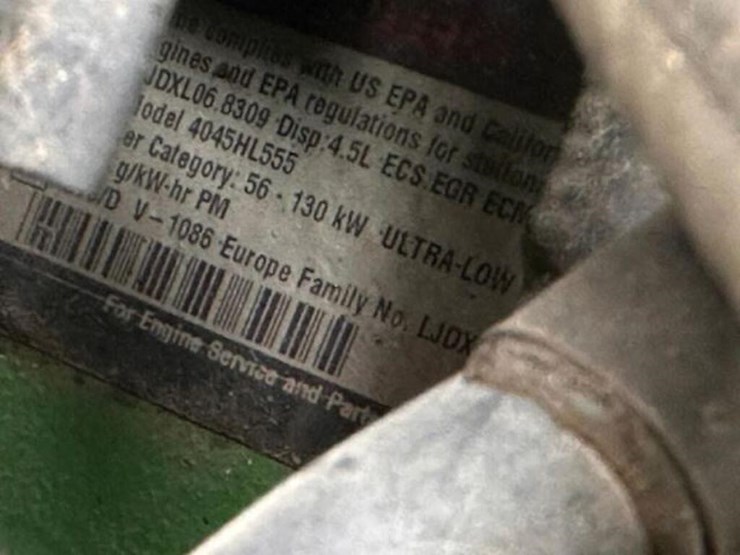 complies with US EPA and Californ
gines and EPA regulations for station
JDXL06.8309 Disp:4.5L ECS:EGR ECM
odel 4045HL555
er Category: 56 - 130 kW ULTRA-LOW
g/kW-hr PM
/D V-1086 Europe Family No. LJDX
For Engine Service and Part